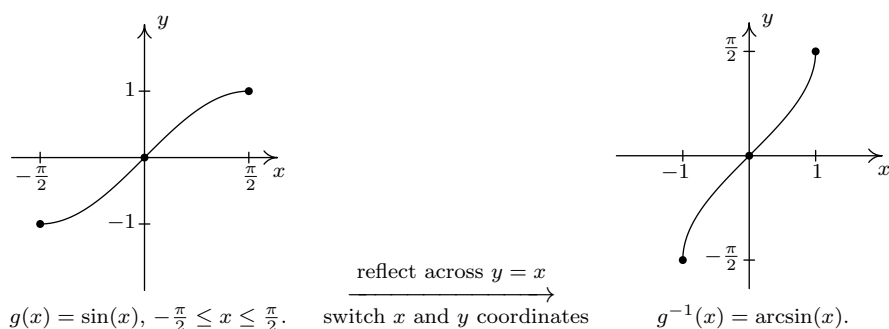 y
1
−π/2
π/2
x
−1
g(x) = sin(x), −π/2 ≤ x ≤ π/2.
reflect across y = x
switch x and y coordinates
y
π/2
−1
1
x
−π/2
g⁻¹(x) = arcsin(x).